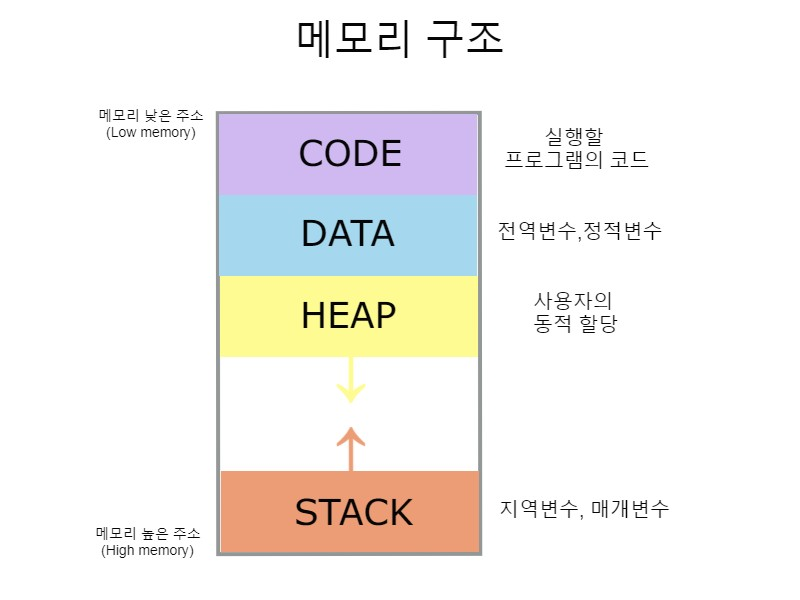 메모리 구조
메모리 낮은 주소
(Low memory)
CODE
실행할
프로그램의 코드
DATA
전역변수,정적변수
HEAP
사용자의
동적 할당
STACK
지역변수, 매개변수
메모리 높은 주소
(High memory)